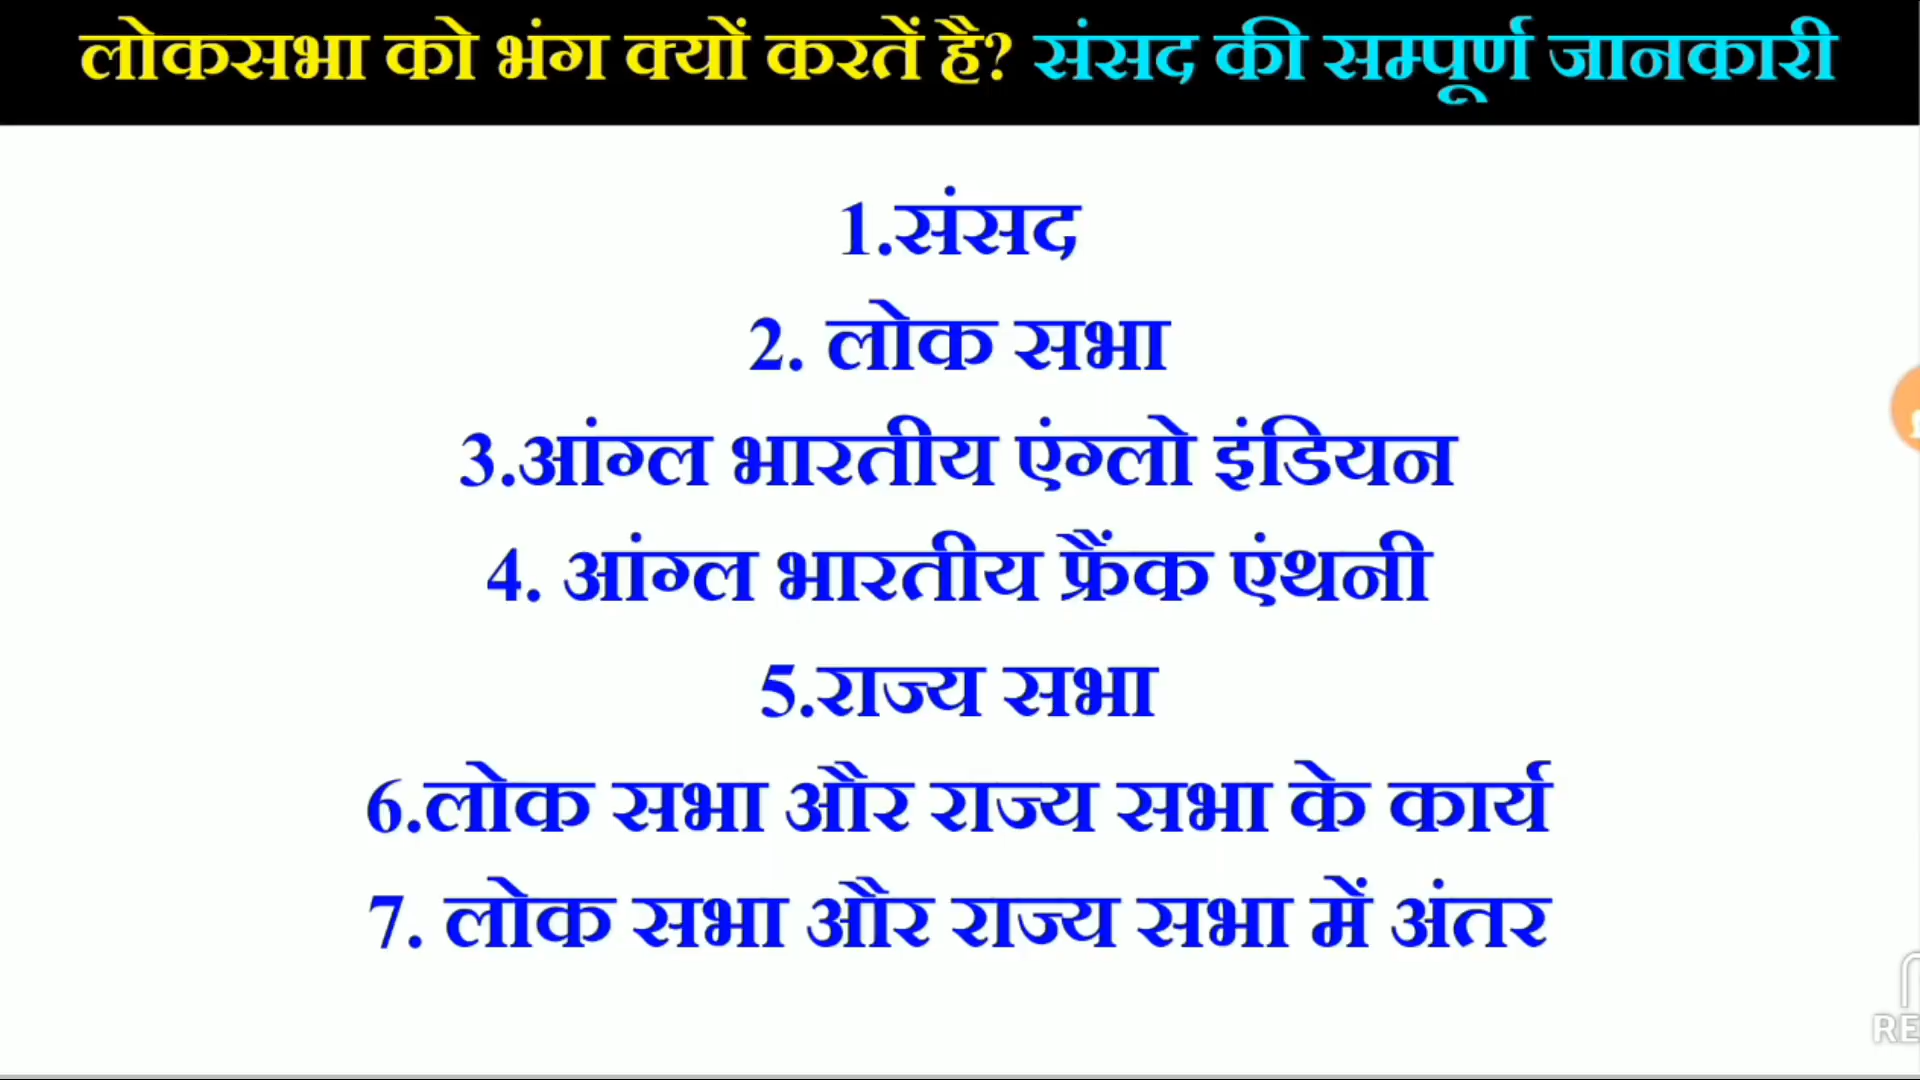 लोकसभा को भंग क्यों करतें है? संसद की सम्पूर्ण जानकारी
1.संसद
2. लोक सभा
3.आंग्ल भारतीय एंग्लो इंडियन
4. आंग्ल भारतीय फ्रैंक एंथनी
5.राज्य सभा
6.लोक सभा और राज्य सभा के कार्य
7. लोक सभा और राज्य सभा में अंतर